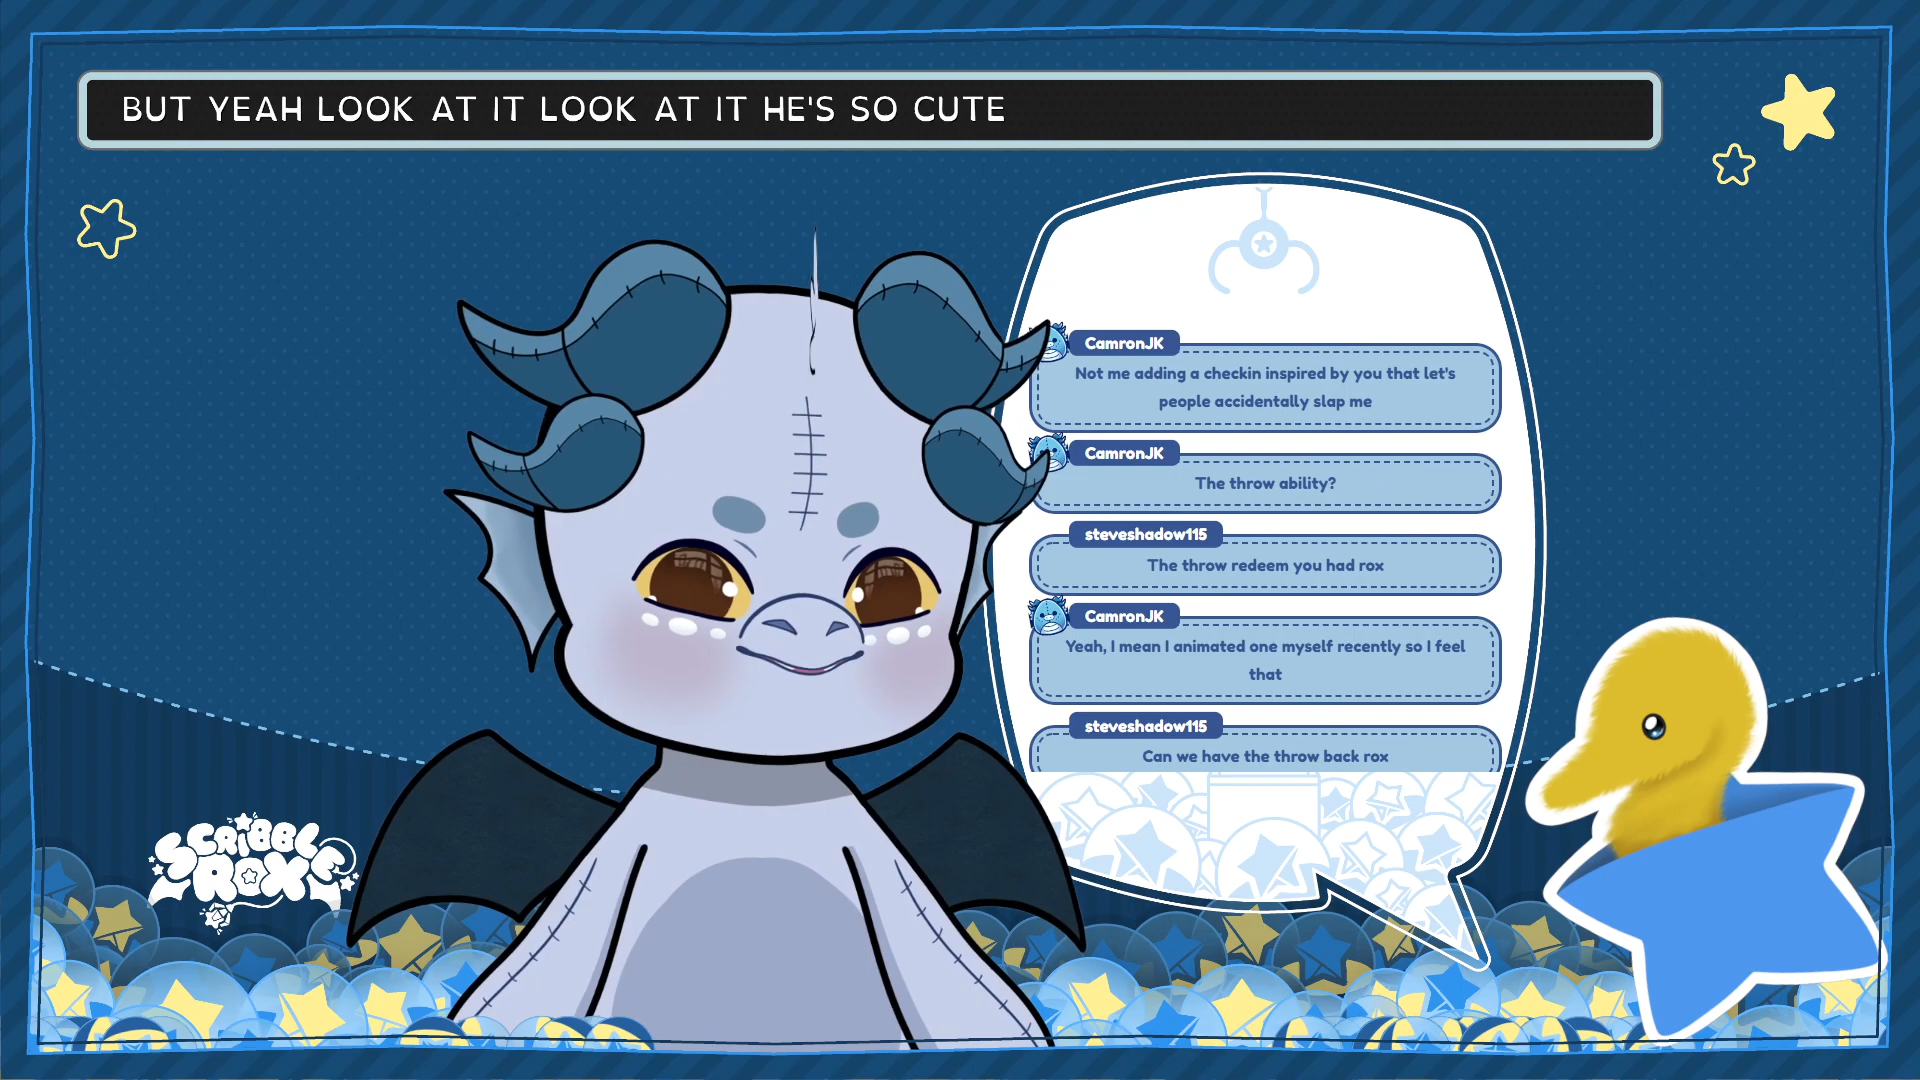 BUT YEAH LOOK AT IT LOOK AT IT HE'S SO CUTE
CamronJK
Not me adding a checkin inspired by you that let's
people accidentally slap me
CamronJK
The throw ability?
steveshadow115
The throw redeem you had rox
CamronJK
Yeah, I mean I animated one myself recently so I feel
that
steveshadow115
Can we have the throw back rox
SCRIBBLE
ROX